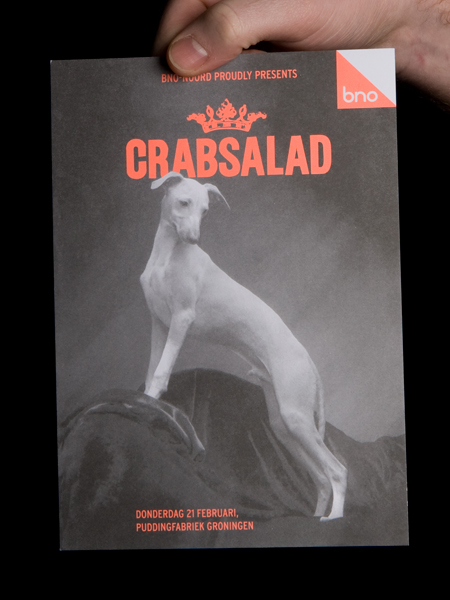 BNO-NOORD PROUDLY PRESENTS
bno
CRABSALAD
DONDERDAG 21 FEBRUARI,
PUDDINGFABRIEK GRONINGEN